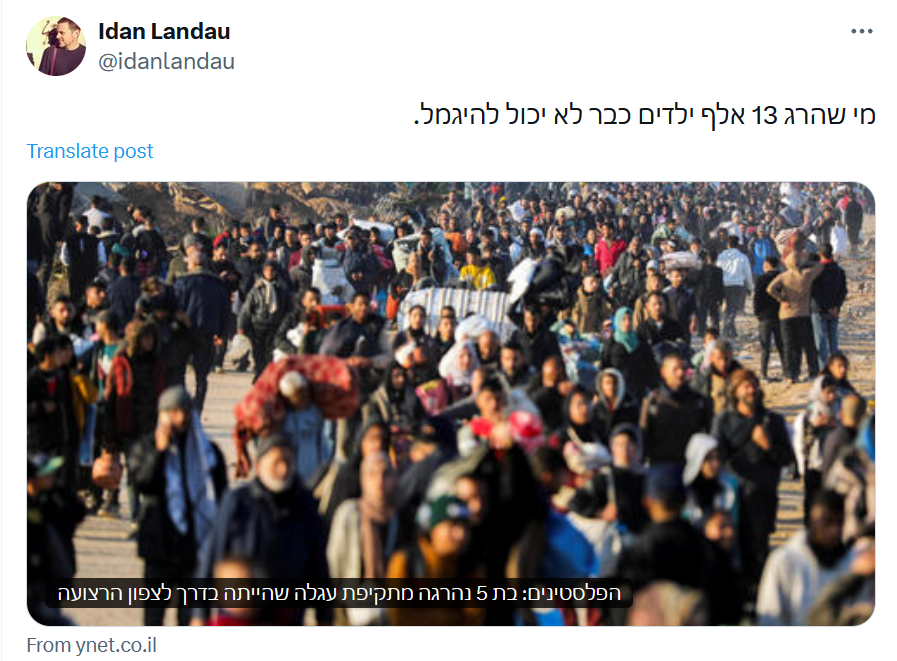 Idan Landau
@idanlandau
מי שהרג 13 אלף ילדים כבר לא יכול להיגמל.
Translate post
הפלסטינים: בת 5 נהרגה מתקיפת עגלה שהייתה בדרך לצפון הרצועה
From ynet.co.il